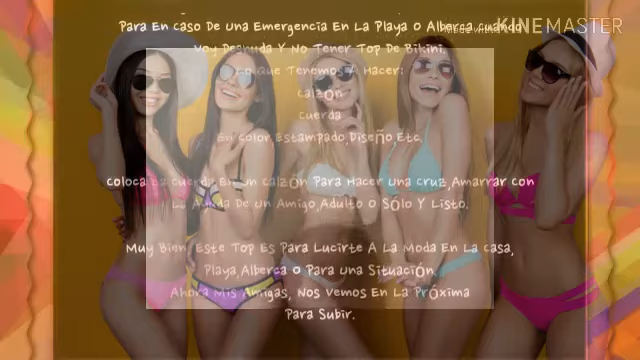 Para En caso De Una Emergencia En La Playa O Alberca, cuando
Made with
KINEMASTER
voy Desnuda Y No Tener Top De Bikini,
Lo Que Tenemos A Hacer:
calzón
cuerda
En color, Estampado, Diseño, Etc.
coloca La cuerda En un calzón Para Hacer una cruz, Amarrar con
La Ayuda De Un Amigo, Adulto O Sólo Y Listo.
Muy Bien, Este Top Es Para Lucirte A La Moda En La casa,
Playa, Alberca o Para una Situación.
Ahora Mis Amigas, Nos Vemos En La Próxima
Para Subir.